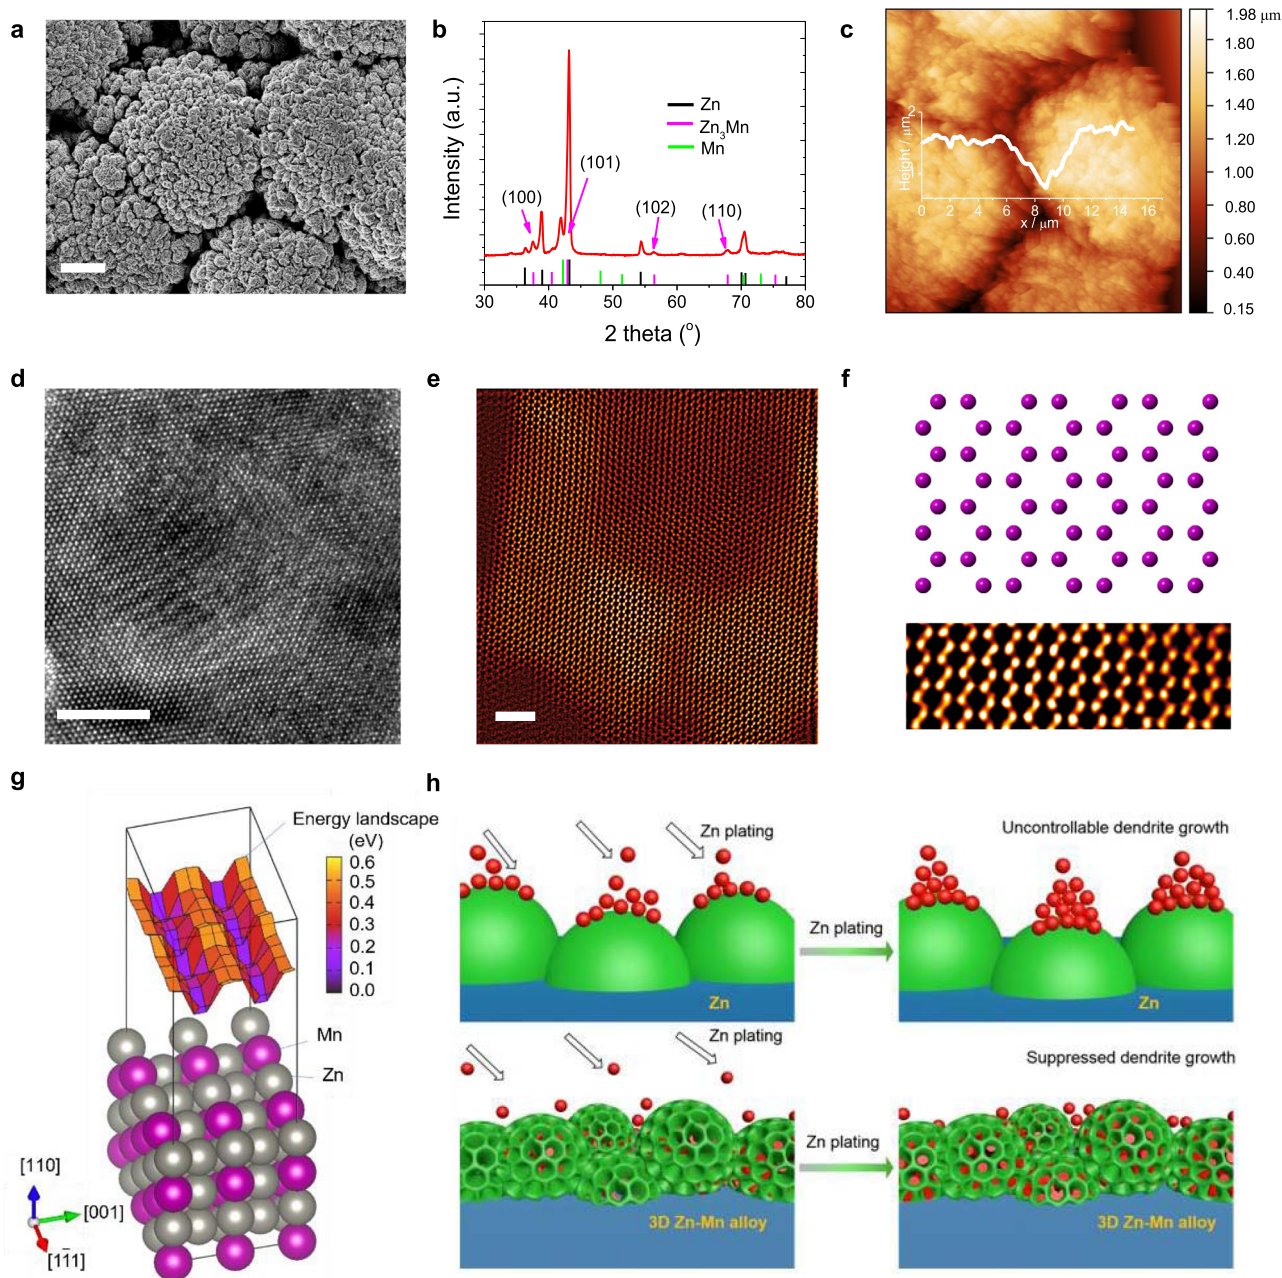 a
b
Intensity (a.u.)
Zn
Zn3Mn
Mn
(100)
(101)
(102)
(110)
30 40 50 60 70 80
2 theta (o)
c
Height / μm
2
1
0 2 4 6 8 10 12 14 16
x / μm
1.98 μm
1.80
1.60
1.40
1.20
1.00
0.80
0.60
0.40
0.15
d
e
f
g
Energy landscape
(eV)
0.6
0.5
0.4
0.3
0.2
0.1
0.0
Mn
Zn
[110]
[001]
[1̄11]
h
Zn plating
Uncontrollable dendrite growth
Zn plating
Zn
Zn
Zn plating
Suppressed dendrite growth
Zn plating
3D Zn-Mn alloy
3D Zn-Mn alloy